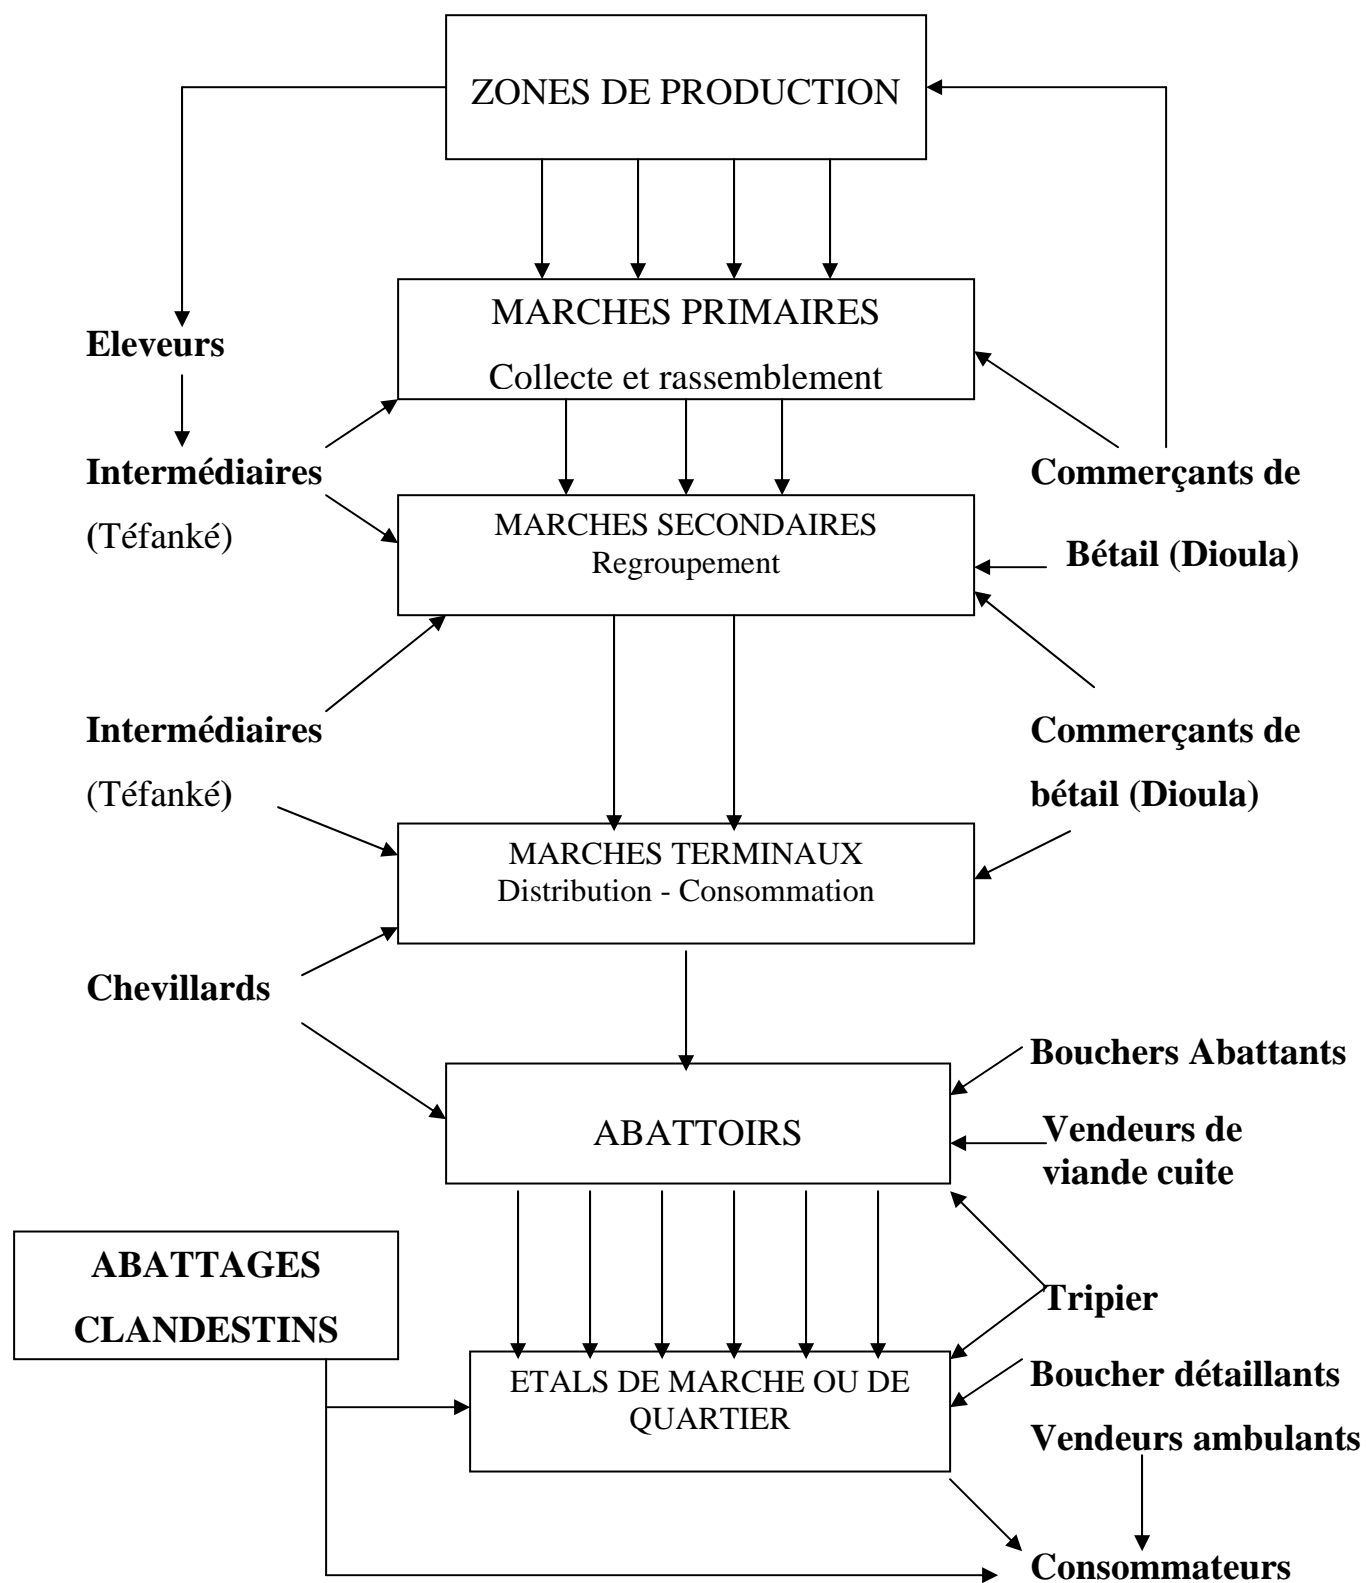 ZONES DE PRODUCTION
MARCHES PRIMAIRES
Collecte et rassemblement
Eleveurs
Intermédiaires
(Téfanké)
Commerçants de
Bétail (Dioula)
MARCHES SECONDAIRES
Regroupement
Intermédiaires
(Téfanké)
Commerçants de
bétail (Dioula)
MARCHES TERMINAUX
Distribution - Consommation
Chevillards
Bouchers Abattants
ABATTOIRS
Vendeurs de
viande cuite
ABATTAGES
CLANDESTINS
Tripier
ETALS DE MARCHE OU DE
QUARTIER
Boucher détaillants
Vendeurs ambulants
Consommateurs